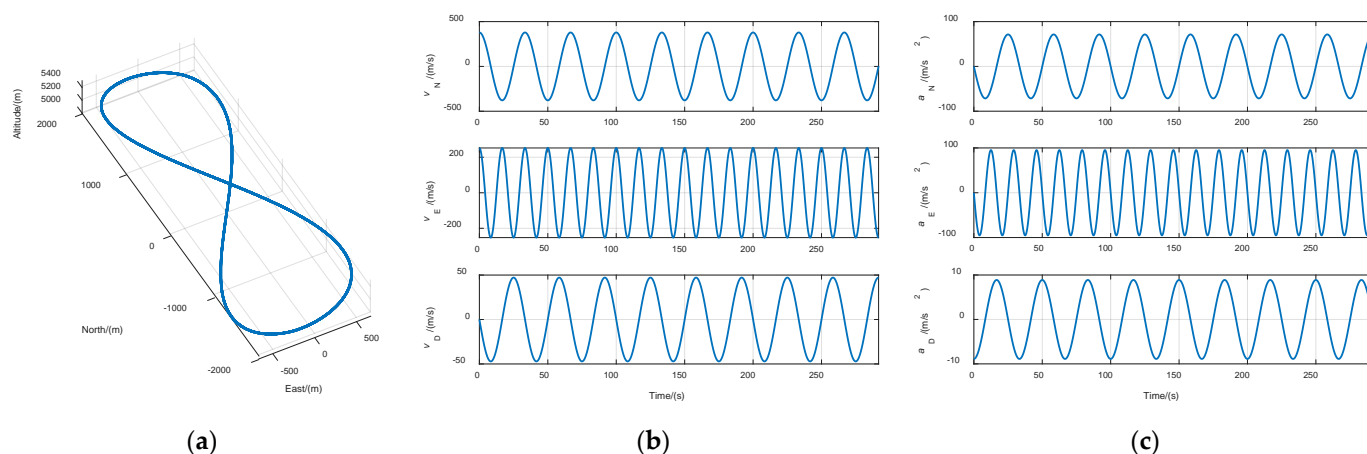 5400
5200
5000
2000
1000
0
-1000
-2000
Altitude/(m)
North/(m)
-500
0
500
East/(m)
(a)
500
0
-500
v N /(m/s)
0 50 100 150 200 250
200
0
-200
v E /(m/s)
0 50 100 150 200 250
50
0
-50
v D /(m/s)
0 50 100 150 200 250
Time/(s)
(b)
100
0
-100
a N /(m/s 2 )
0 50 100 150 200 250
100
0
-100
a E /(m/s 2 )
0 50 100 150 200 250
10
0
-10
a D /(m/s 2 )
0 50 100 150 200 250
Time/(s)
(c)